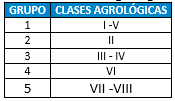 GRUPO CLASES AGROLÓGICAS
1 I -V
2 II
3 III - IV
4 VI
5 VII -VIII